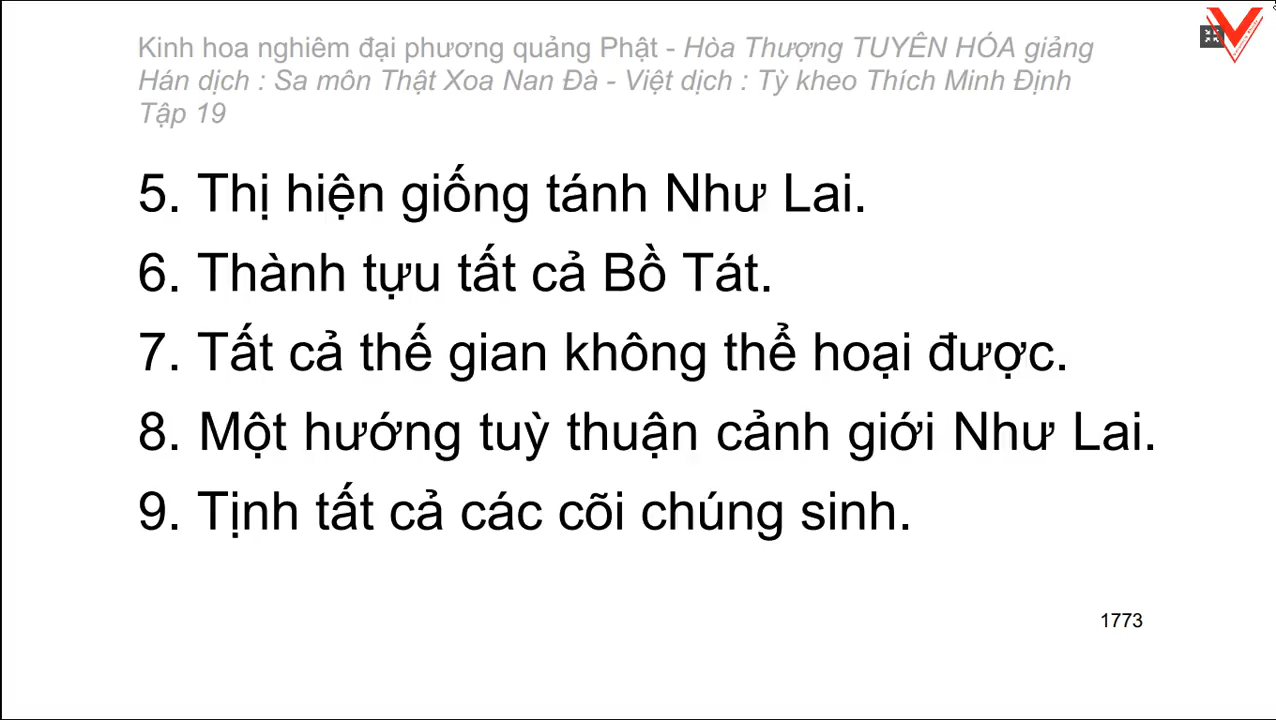 Kinh hoa nghiêm đại phương quảng Phật - Hòa Thượng TUYÊN HÓA giảng
Hán dịch : Sa môn Thật Xoa Nan Đà - Việt dịch : Tỳ kheo Thích Minh Định
Tập 19
5. Thị hiện giống tánh Như Lai.
6. Thành tựu tất cả Bồ Tát.
7. Tất cả thế gian không thể hoại được.
8. Một hướng tuỳ thuận cảnh giới Như Lai.
9. Tịnh tất cả các cõi chúng sinh.
1773